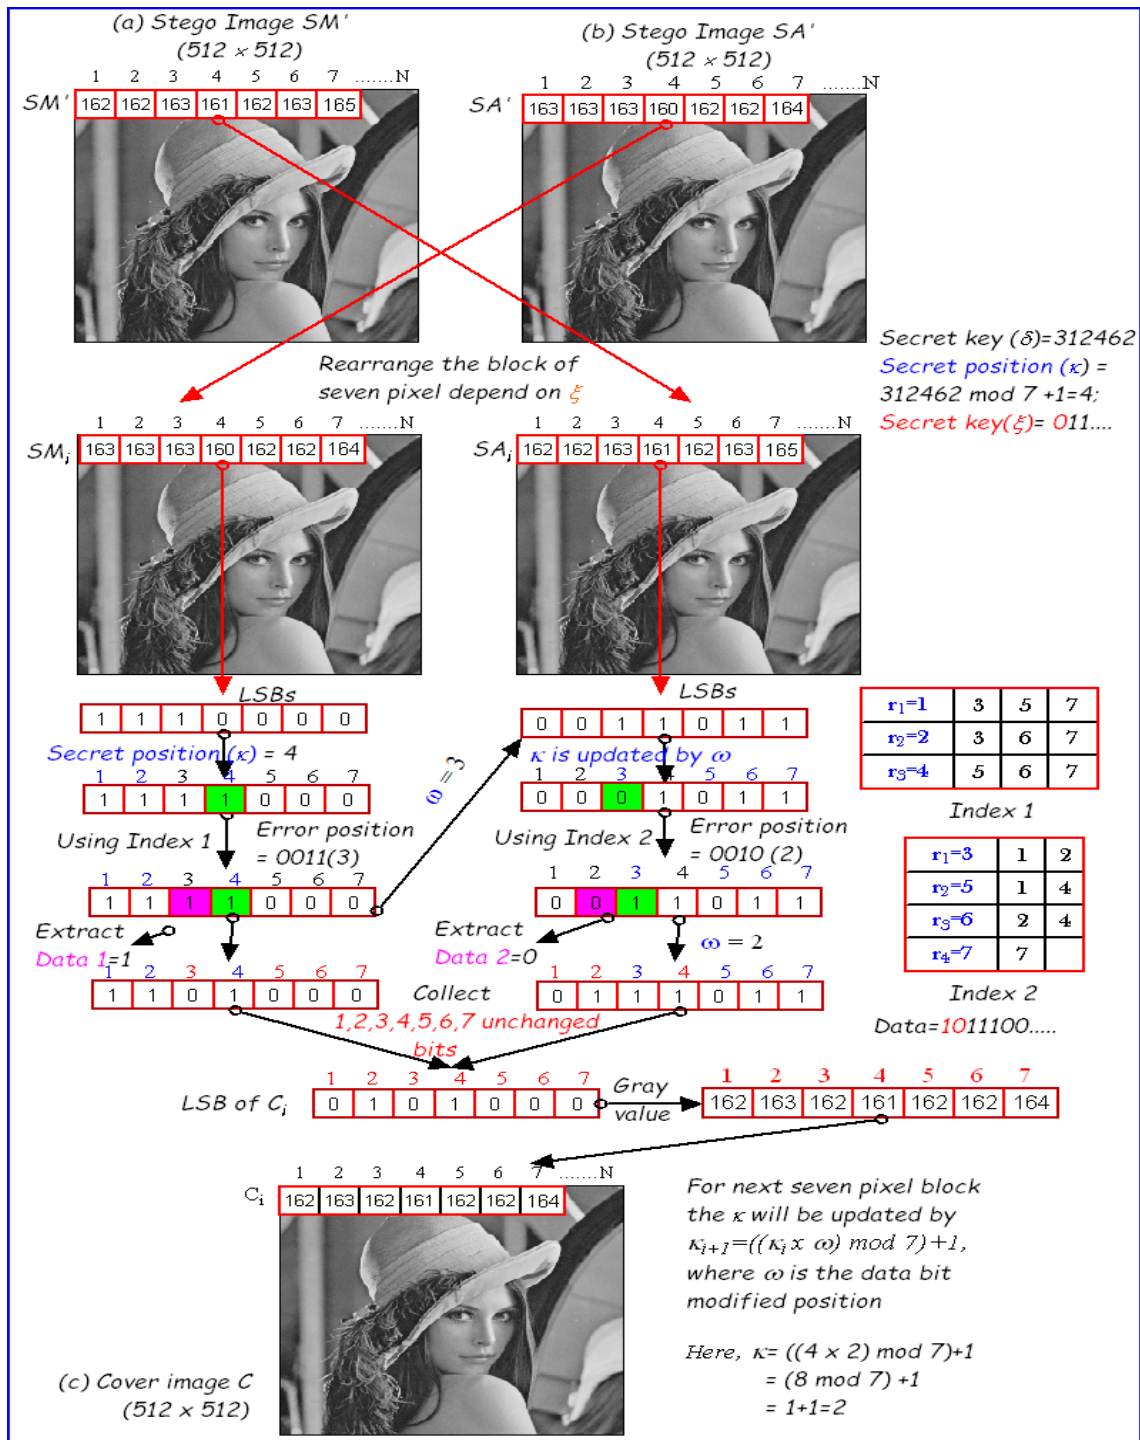 (a) Stego Image SM'
(512 × 512)
1 2 3 4 5 6 7 .......N
SM' 162 162 163 161 162 163 165
(b) Stego Image SA'
(512 × 512)
1 2 3 4 5 6 7 .......N
SA' 163 163 163 160 162 162 164
Rearrange the block of
seven pixel depend on ξ
Secret key (δ)=312462
Secret position (κ) =
312462 mod 7 +1=4;
Secret key(ξ)= 011....
1 2 3 4 5 6 7 .......N
SMi 163 163 163 160 162 162 164
1 2 3 4 5 6 7 .......N
SAi 162 162 163 161 162 163 165
LSBs
1 1 1 0 0 0 0
Secret position (κ) = 4
1 2 3 4 5 6 7
1 1 1 1 0 0 0
Using Index 1
Error position
= 0011(3)
1 2 3 4 5 6 7
1 1 1 1 0 0 0
Extract
Data 1=1
1 2 3 4 5 6 7
1 1 0 1 0 0 0
ω = 3
LSBs
0 0 1 1 0 1 1
κ is updated by ω
1 2 3 4 5 6 7
0 0 0 1 0 1 1
Using Index 2
Error position
= 0010 (2)
1 2 3 4 5 6 7
0 0 1 1 0 1 1
Extract
Data 2=0
ω = 2
1 2 3 4 5 6 7
0 1 1 1 0 1 1
r1=1 3 5 7
r2=2 3 6 7
r3=4 5 6 7
Index 1
r1=3 1 2
r2=5 1 4
r3=6 2 4
r4=7 7
Index 2
Data=1011100.....
Collect
1,2,3,4,5,6,7 unchanged
bits
1 2 3 4 5 6 7
LSB of Ci 0 1 0 1 0 0 0
Gray
value
1 2 3 4 5 6 7
162 163 162 161 162 162 164
1 2 3 4 5 6 7 .......N
Ci 162 163 162 161 162 162 164
(c) Cover image C
(512 x 512)
For next seven pixel block
the κ will be updated by
κi+1=((κi x ω) mod 7)+1,
where ω is the data bit
modified position
Here, κ= ((4 x 2) mod 7)+1
= (8 mod 7) +1
= 1+1=2